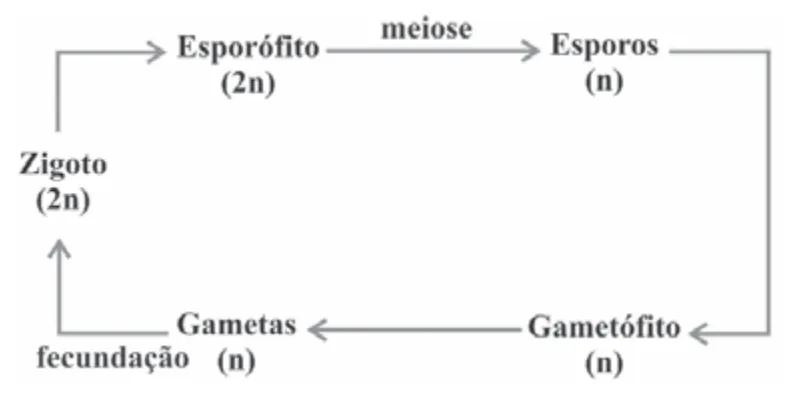 Esporófito
(2n)
meiose
Esporos
(n)
Zigoto
(2n)
Gametas
(n)
fecundação
Gametófito
(n)